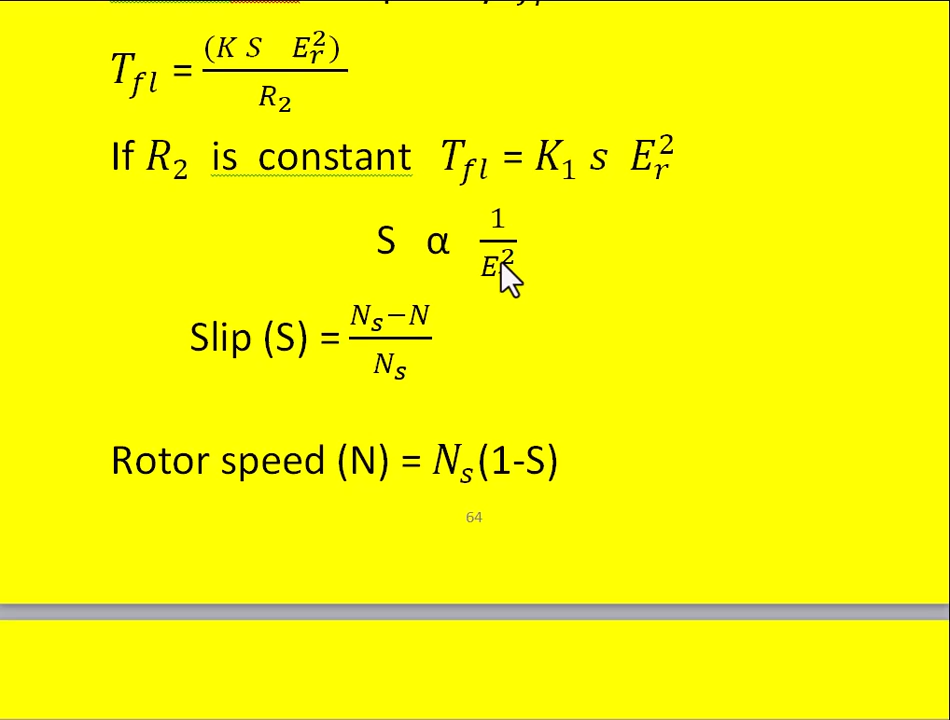 T_fl = (K S E_r^2) / R_2
If R_2 is constant T_fl = K_1 s E_r^2
S α 1 / E^2
Slip (S) = N_s−N / N_s
Rotor speed (N) = N_s(1-S)
64